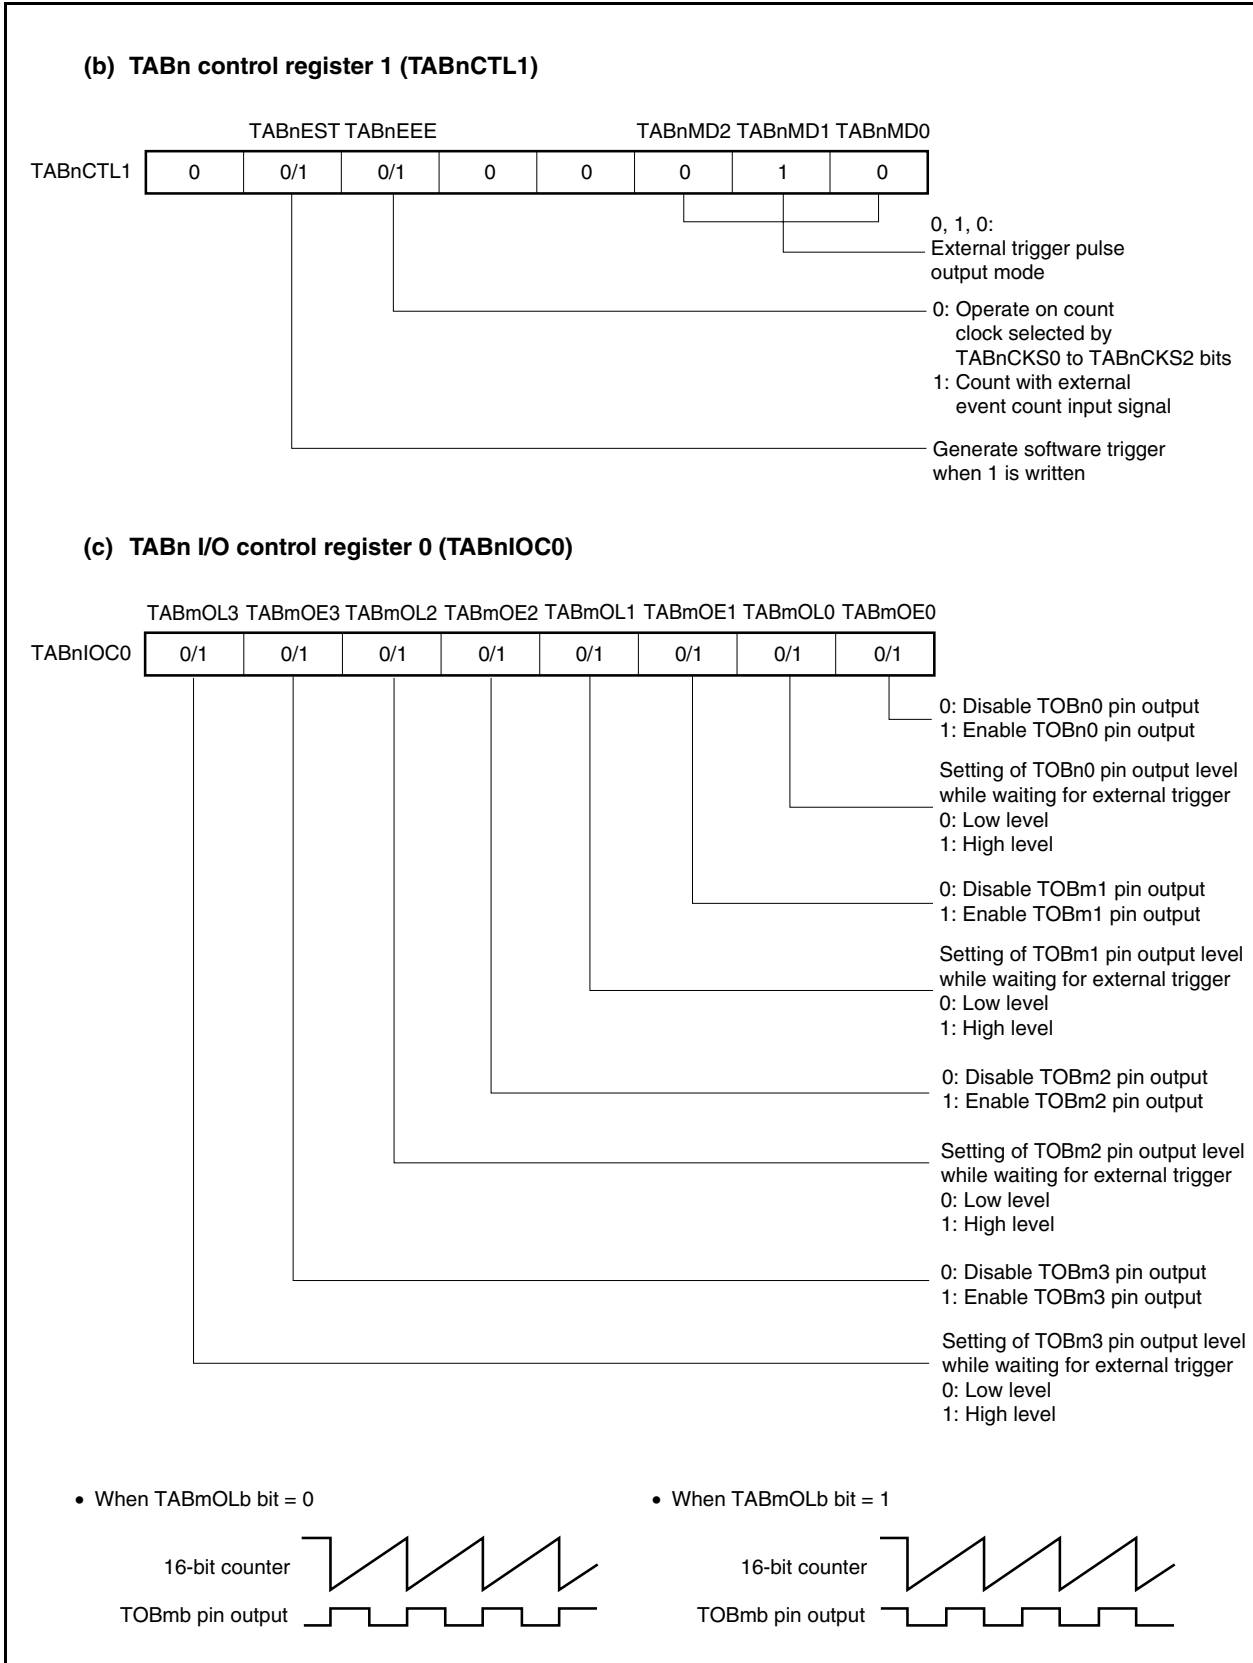 (b) TABn control register 1 (TABnCTL1)
TABnEST TABnEEE TABnMD2 TABnMD1 TABnMD0
TABnCTL1 0 0/1 0/1 0 0 0 1 0
0, 1, 0:
External trigger pulse
output mode
0: Operate on count
clock selected by
TABnCKS0 to TABnCKS2 bits
1: Count with external
event count input signal
Generate software trigger
when 1 is written
(c) TABn I/O control register 0 (TABnIOC0)
TABmOL3 TABmOE3 TABmOL2 TABmOE2 TABmOL1 TABmOE1 TABmOL0 TABmOE0
TABnIOC0 0/1 0/1 0/1 0/1 0/1 0/1 0/1 0/1
0: Disable TOBn0 pin output
1: Enable TOBn0 pin output
Setting of TOBn0 pin output level
while waiting for external trigger
0: Low level
1: High level
0: Disable TOBm1 pin output
1: Enable TOBm1 pin output
Setting of TOBm1 pin output level
while waiting for external trigger
0: Low level
1: High level
0: Disable TOBm2 pin output
1: Enable TOBm2 pin output
Setting of TOBm2 pin output level
while waiting for external trigger
0: Low level
1: High level
0: Disable TOBm3 pin output
1: Enable TOBm3 pin output
Setting of TOBm3 pin output level
while waiting for external trigger
0: Low level
1: High level
• When TABmOLb bit = 0
16-bit counter
TOBmb pin output
• When TABmOLb bit = 1
16-bit counter
TOBmb pin output